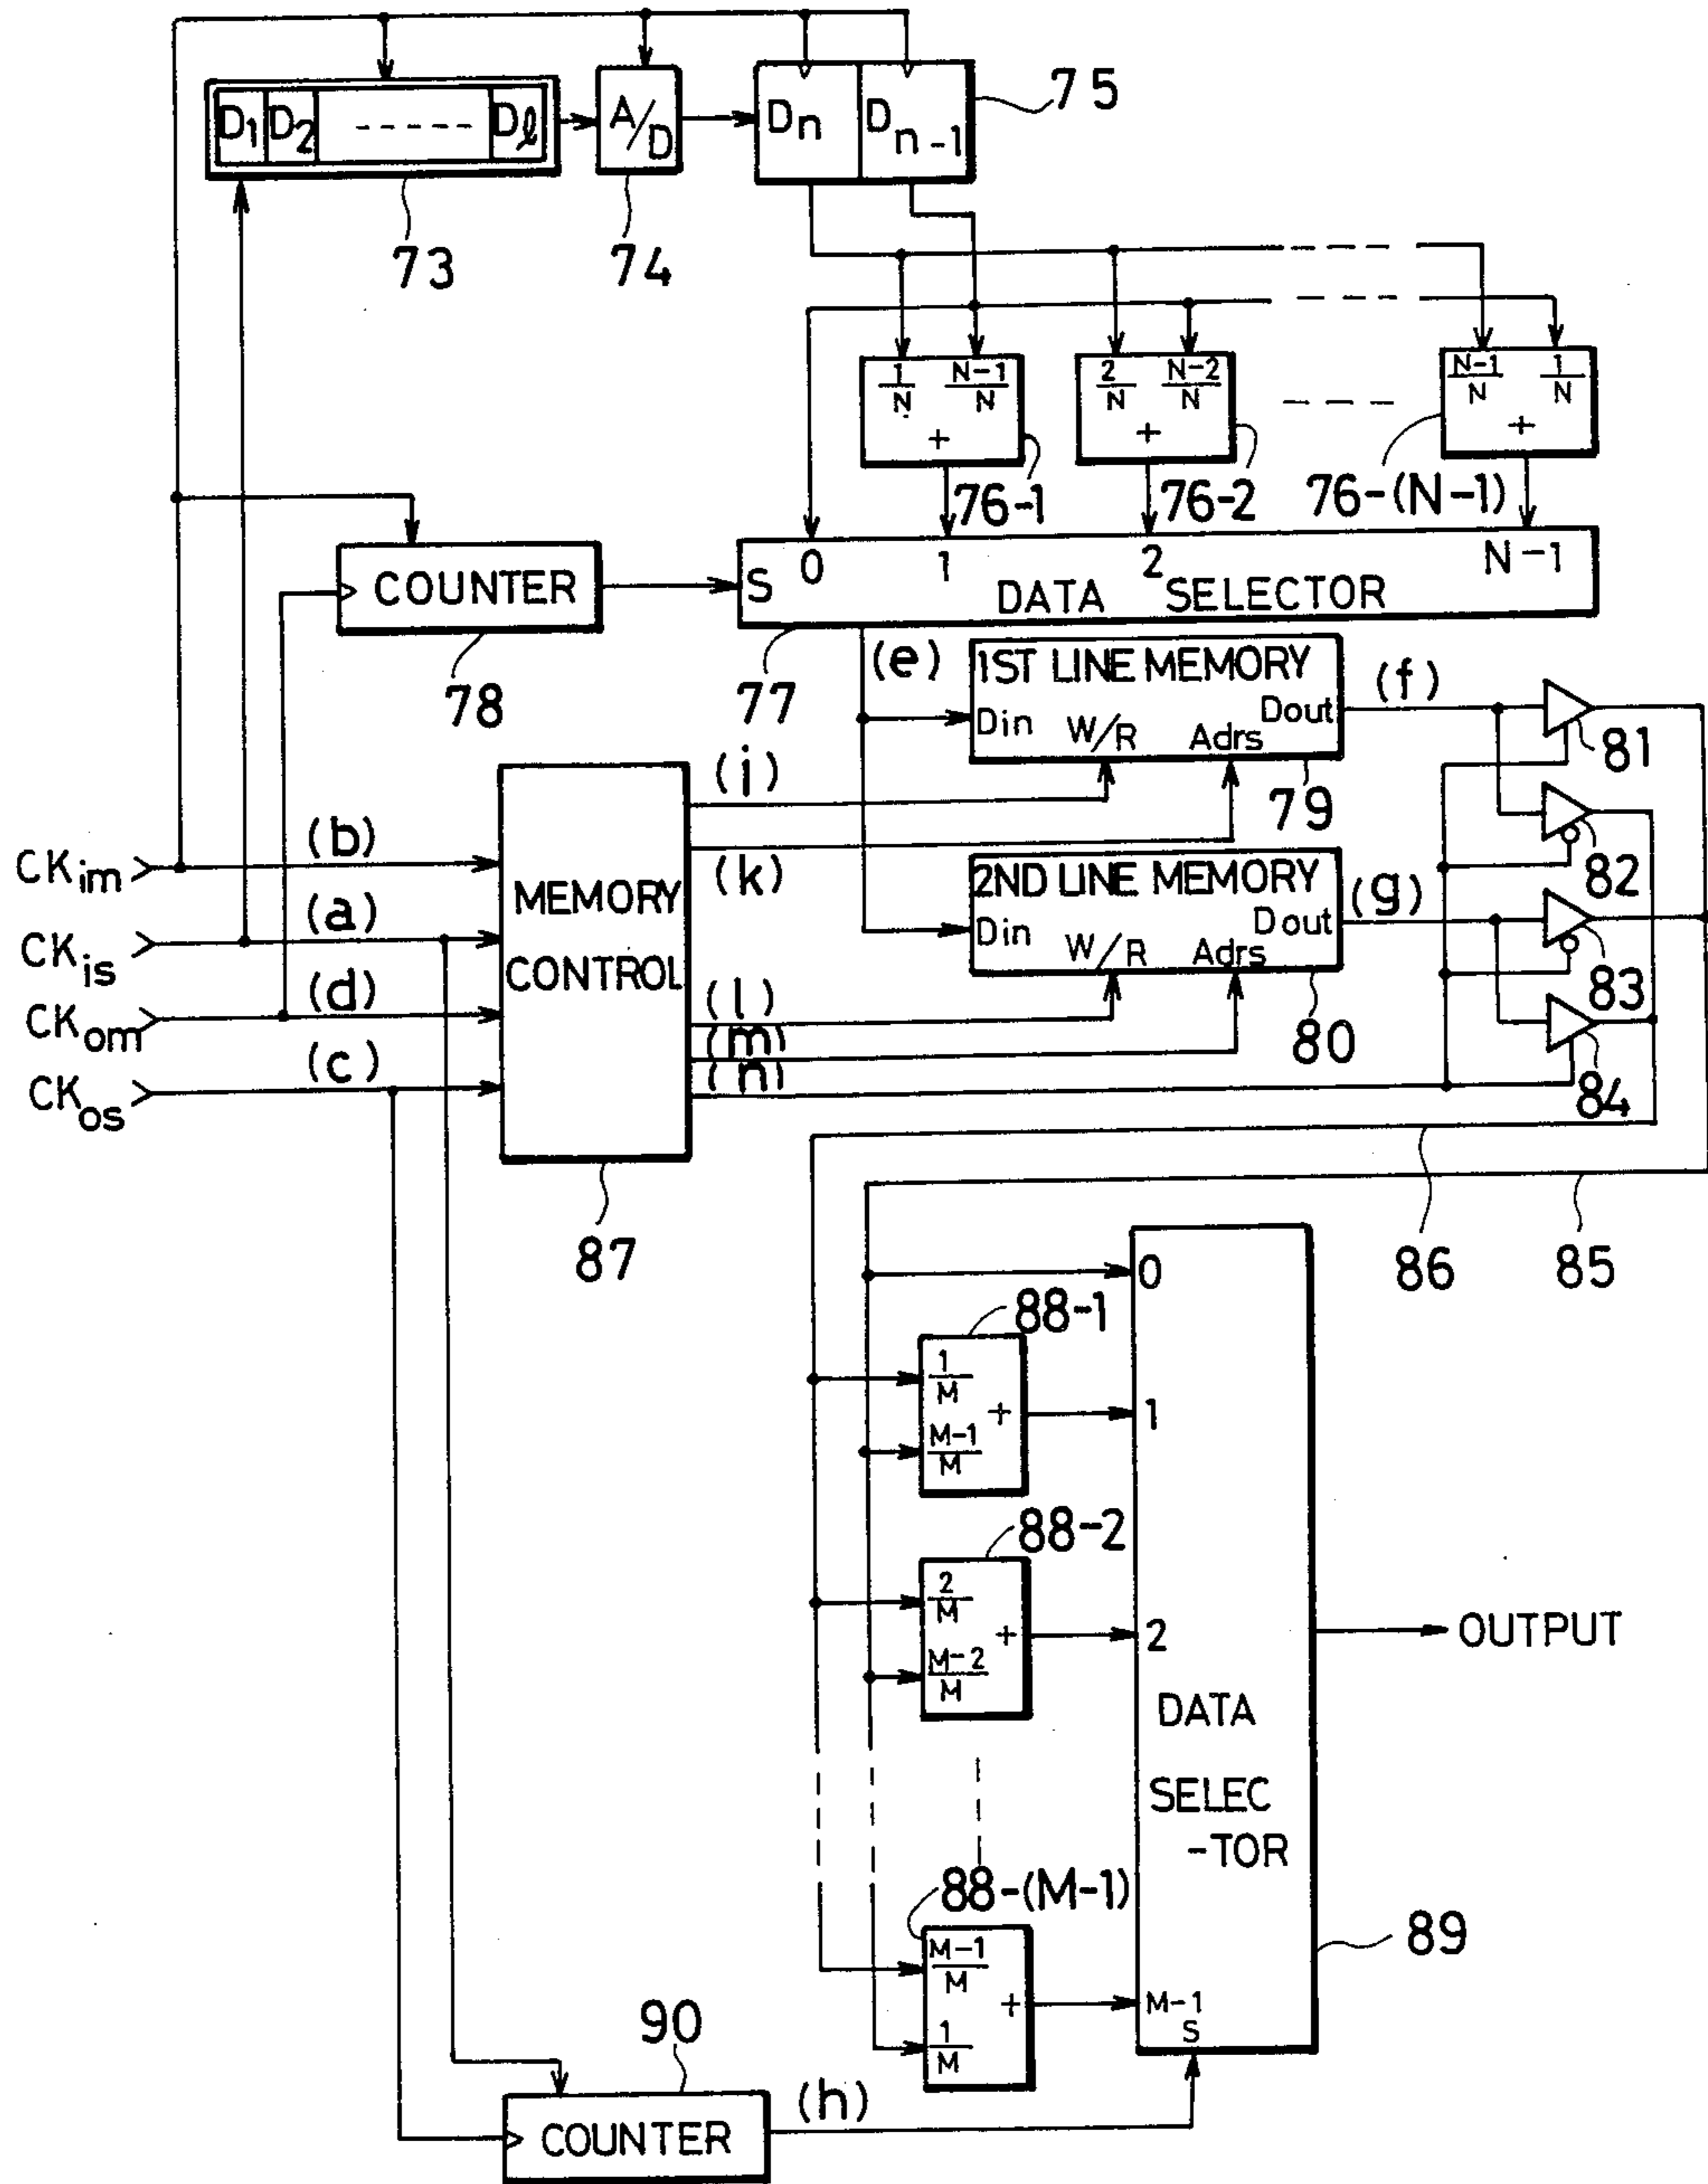 D1 D2 ----- Dℓ
A/D
Dn Dn-1
75
73
74
1/N N-1/N +
2/N N-2/N +
N-1/N 1/N +
76-1
76-2
76-(N-1)
COUNTER
78
S 0 1 2 N-1
DATA SELECTOR
77
(e)
1ST LINE MEMORY
Din W/R Adrs Dout
79
(f)
81
82
83
84
2ND LINE MEMORY
Din W/R Adrs Dout
80
(g)
CKim
(b)
CKis
(a)
CKom
(d)
CKos
(c)
MEMORY
CONTROL
87
(j)
(k)
(l)
(m)
(n)
86
85
0
88-1
1/M
M-1/M
+
1
88-2
2/M
M-2/M
+
2
OUTPUT
DATA
SELEC
-TOR
88-(M-1)
M-1/M
1/M
+
M-1
S
89
90
COUNTER
(h)